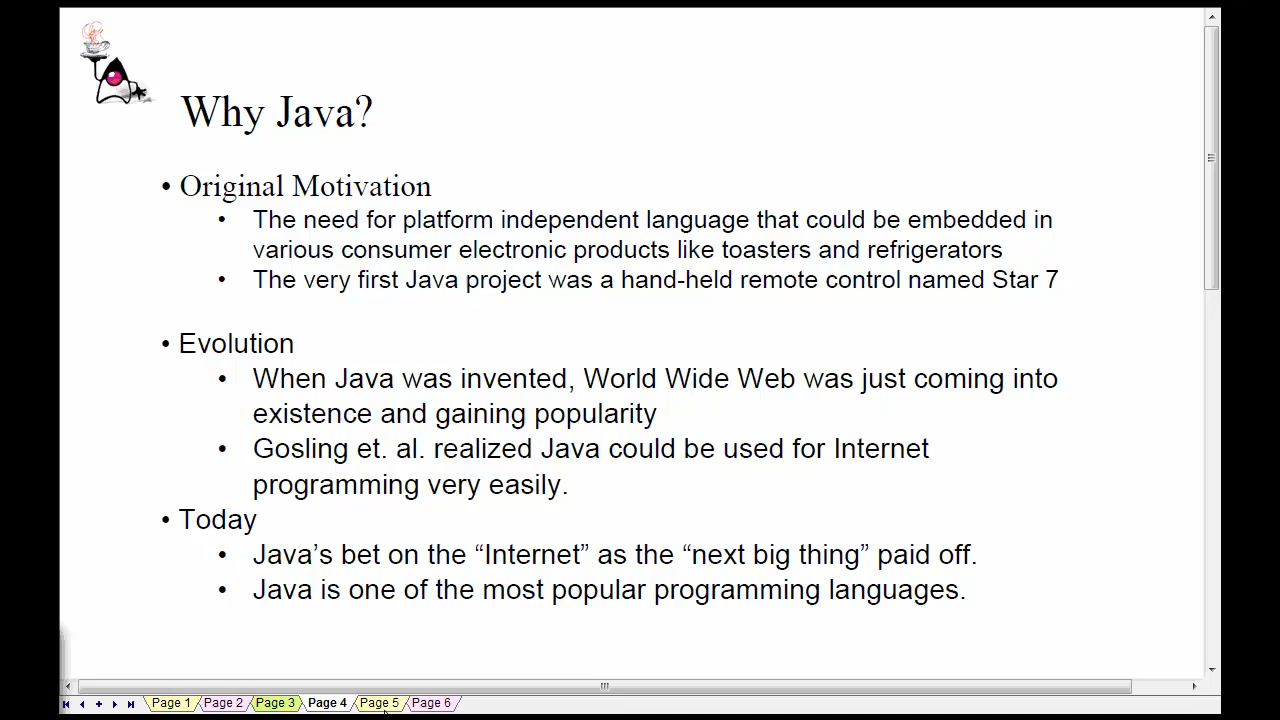 Why Java?
• Original Motivation
• The need for platform independent language that could be embedded in
various consumer electronic products like toasters and refrigerators
• The very first Java project was a hand-held remote control named Star 7
• Evolution
• When Java was invented, World Wide Web was just coming into
existence and gaining popularity
• Gosling et. al. realized Java could be used for Internet
programming very easily.
• Today
• Java’s bet on the “Internet” as the “next big thing” paid off.
• Java is one of the most popular programming languages.
Page 1 Page 2 Page 3 Page 4 Page 5 Page 6